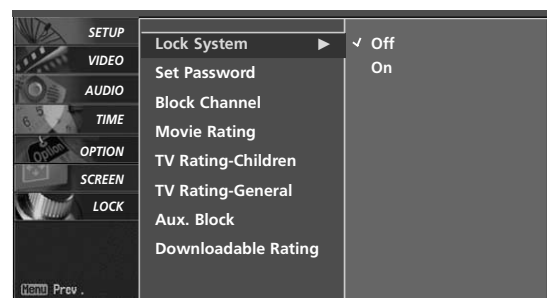 SETUP
VIDEO
AUDIO
TIME
OPTION
SCREEN
LOCK
Menu Prev .
Lock System ►
Set Password
Block Channel
Movie Rating
TV Rating-Children
TV Rating-General
Aux. Block
Downloadable Rating
✓ Off
On